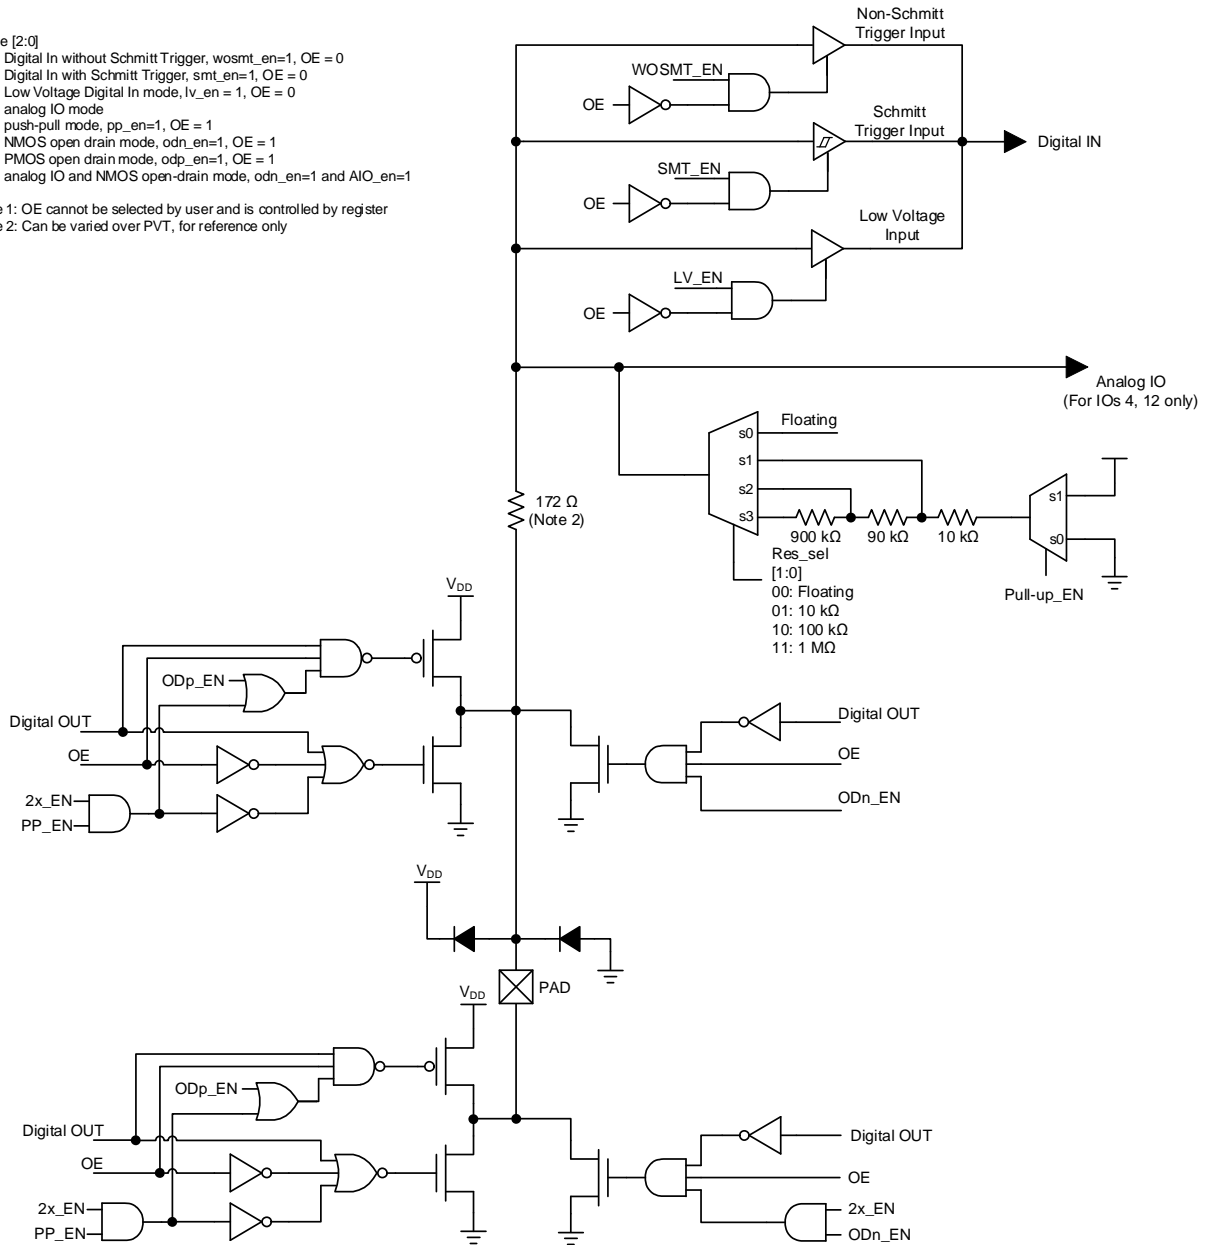 e [2:0]
Digital In without Schmitt Trigger, wosmt_en=1, OE = 0
Digital In with Schmitt Trigger, smt_en=1, OE = 0
Low Voltage Digital In mode, lv_en = 1, OE = 0
analog IO mode
push-pull mode, pp_en=1, OE = 1
NMOS open drain mode, odn_en=1, OE = 1
PMOS open drain mode, odp_en=1, OE = 1
analog IO and NMOS open-drain mode, odn_en=1 and AIO_en=1
e 1: OE cannot be selected by user and is controlled by register
e 2: Can be varied over PVT, for reference only
Non-Schmitt
Trigger Input
WOSMT_EN
OE
Schmitt
Trigger Input
Digital IN
SMT_EN
OE
Low Voltage
Input
LV_EN
OE
Analog IO
(For IOs 4, 12 only)
Floating
s0
s1
s2
s3
900 kΩ
90 kΩ
10 kΩ
s1
s0
Pull-up_EN
Res_sel
[1:0]
00: Floating
01: 10 kΩ
10: 100 kΩ
11: 1 MΩ
172 Ω
(Note 2)
VDD
ODp_EN
Digital OUT
OE
2x_EN
PP_EN
Digital OUT
OE
ODn_EN
VDD
PAD
VDD
ODp_EN
Digital OUT
OE
2x_EN
PP_EN
Digital OUT
OE
2x_EN
ODn_EN